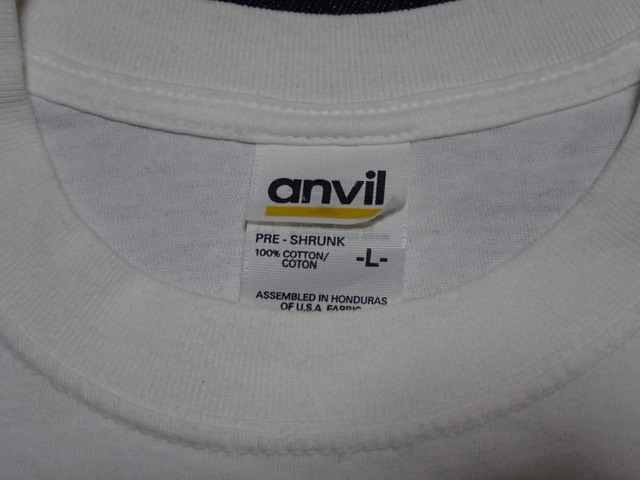 anvil
PRE - SHRUNK
100% COTTON/
COTON
-L-
ASSEMBLED IN HONDURAS
OF U.S.A. FABRIC